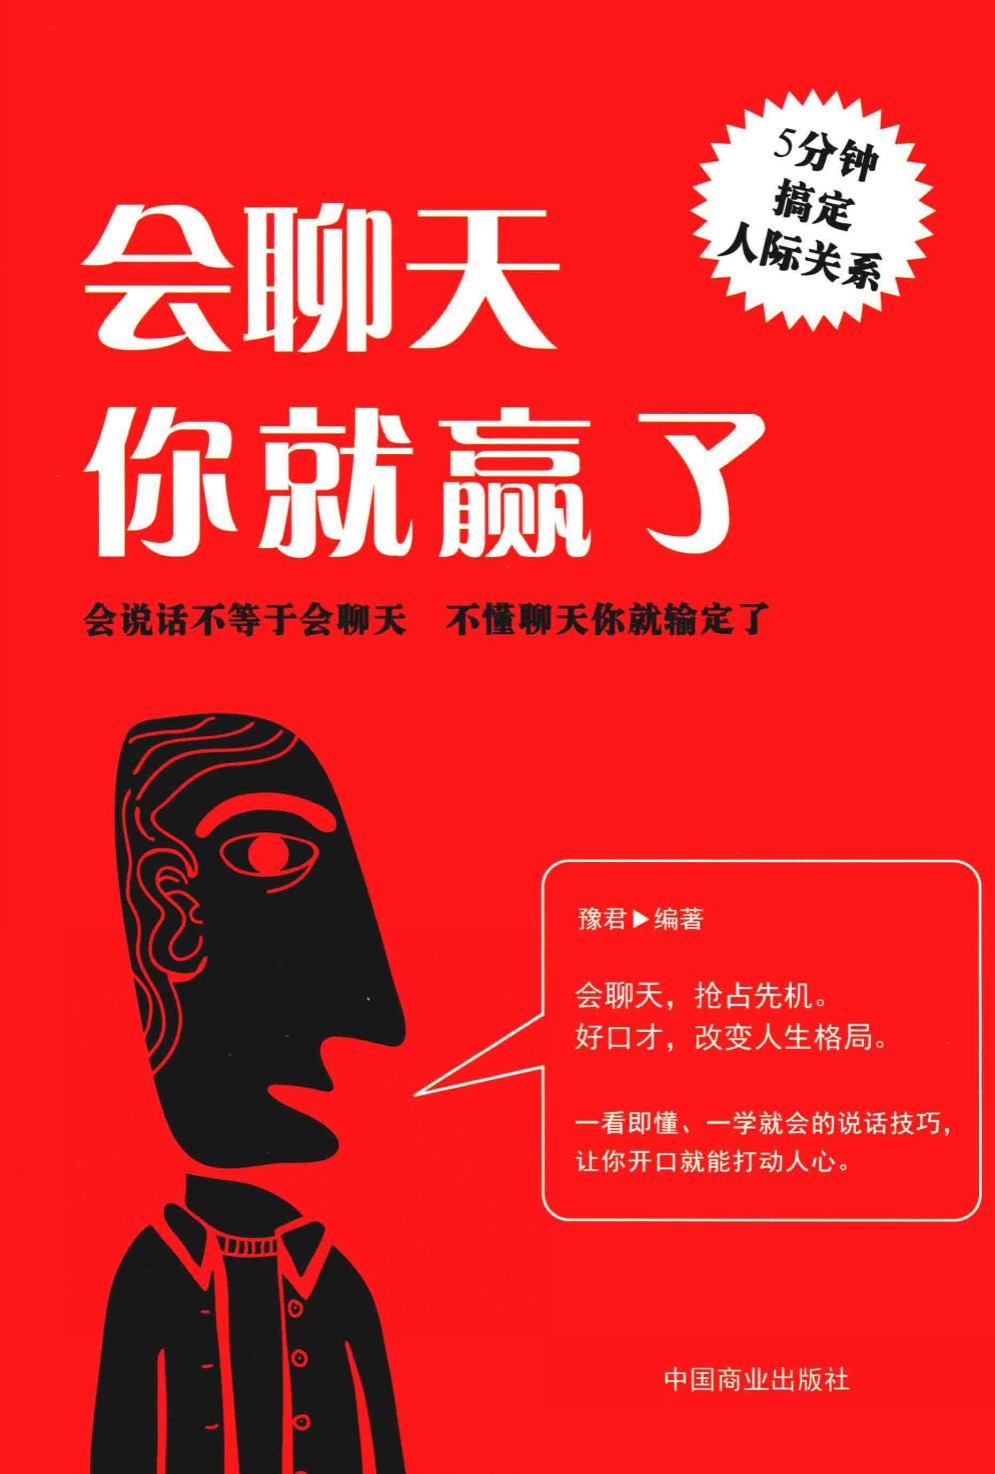 5分钟
搞定
人际关系
会聊天
你就赢了
会说话不等于会聊天 不懂聊天你就输定了
豫君▶编著
会聊天，抢占先机。
好口才，改变人生格局。
一看即懂、一学就会的说话技巧，
让你开口就能打动人心。
中国商业出版社